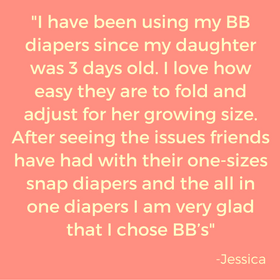 "I have been using my BB
diapers since my daughter
was 3 days old. I love how
easy they are to fold and
adjust for her growing size.
After seeing the issues friends
have had with their one-sizes
snap diapers and the all in
one diapers I am very glad
that I chose BB's"
-Jessica